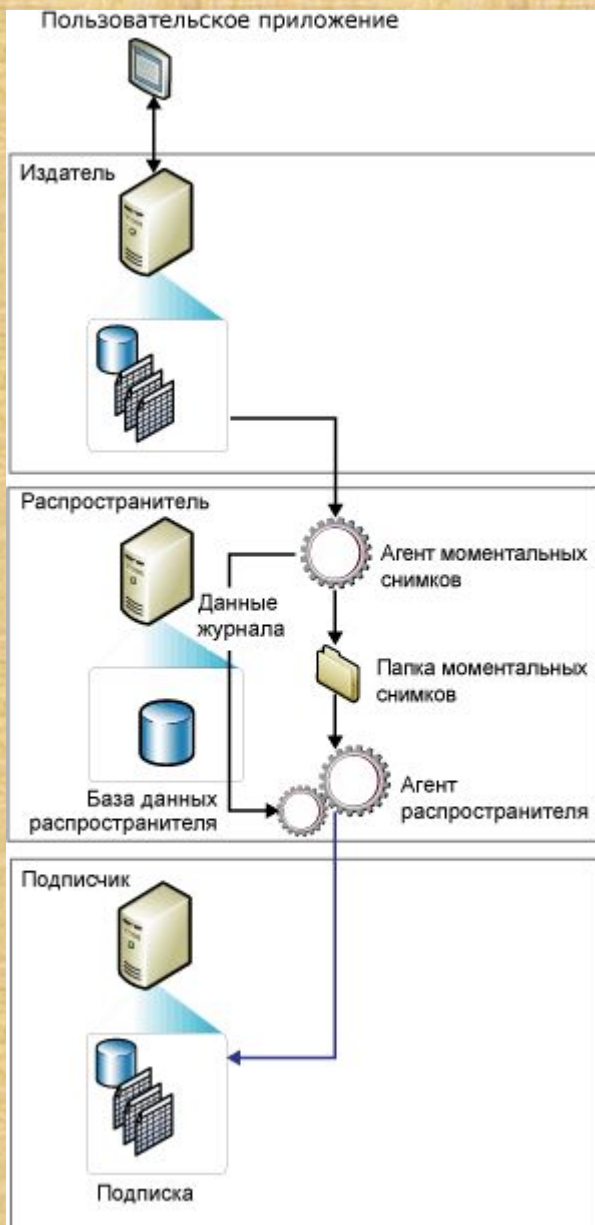 Пользовательское приложение
Издатель
Распространитель
Агент моментальных
снимков
Данные
журнала
Папка моментальных
снимков
База данных
распространителя
Агент
распространителя
Подписчик
Подписка